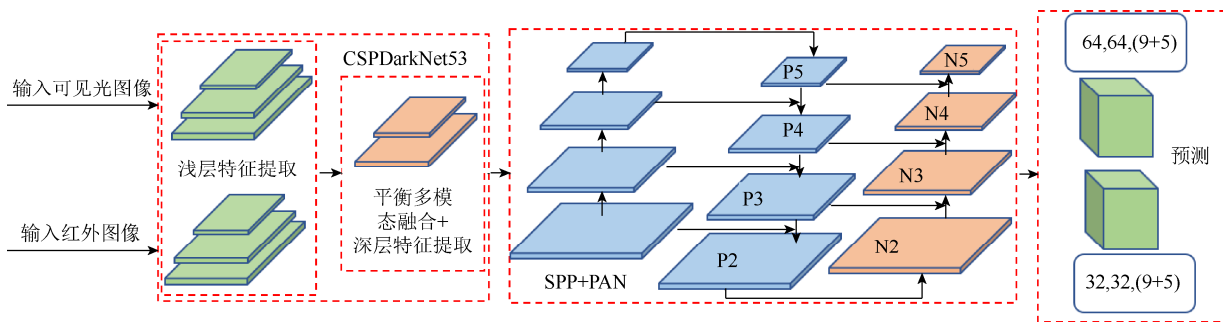 输入可见光图像
输入红外图像
浅层特征提取
CSPDarkNet53
平衡多模
态融合+
深层特征提取
SPP+PAN
P5
P4
P3
P2
N5
N4
N3
N2
64,64,(9+5)
预测
32,32,(9+5)